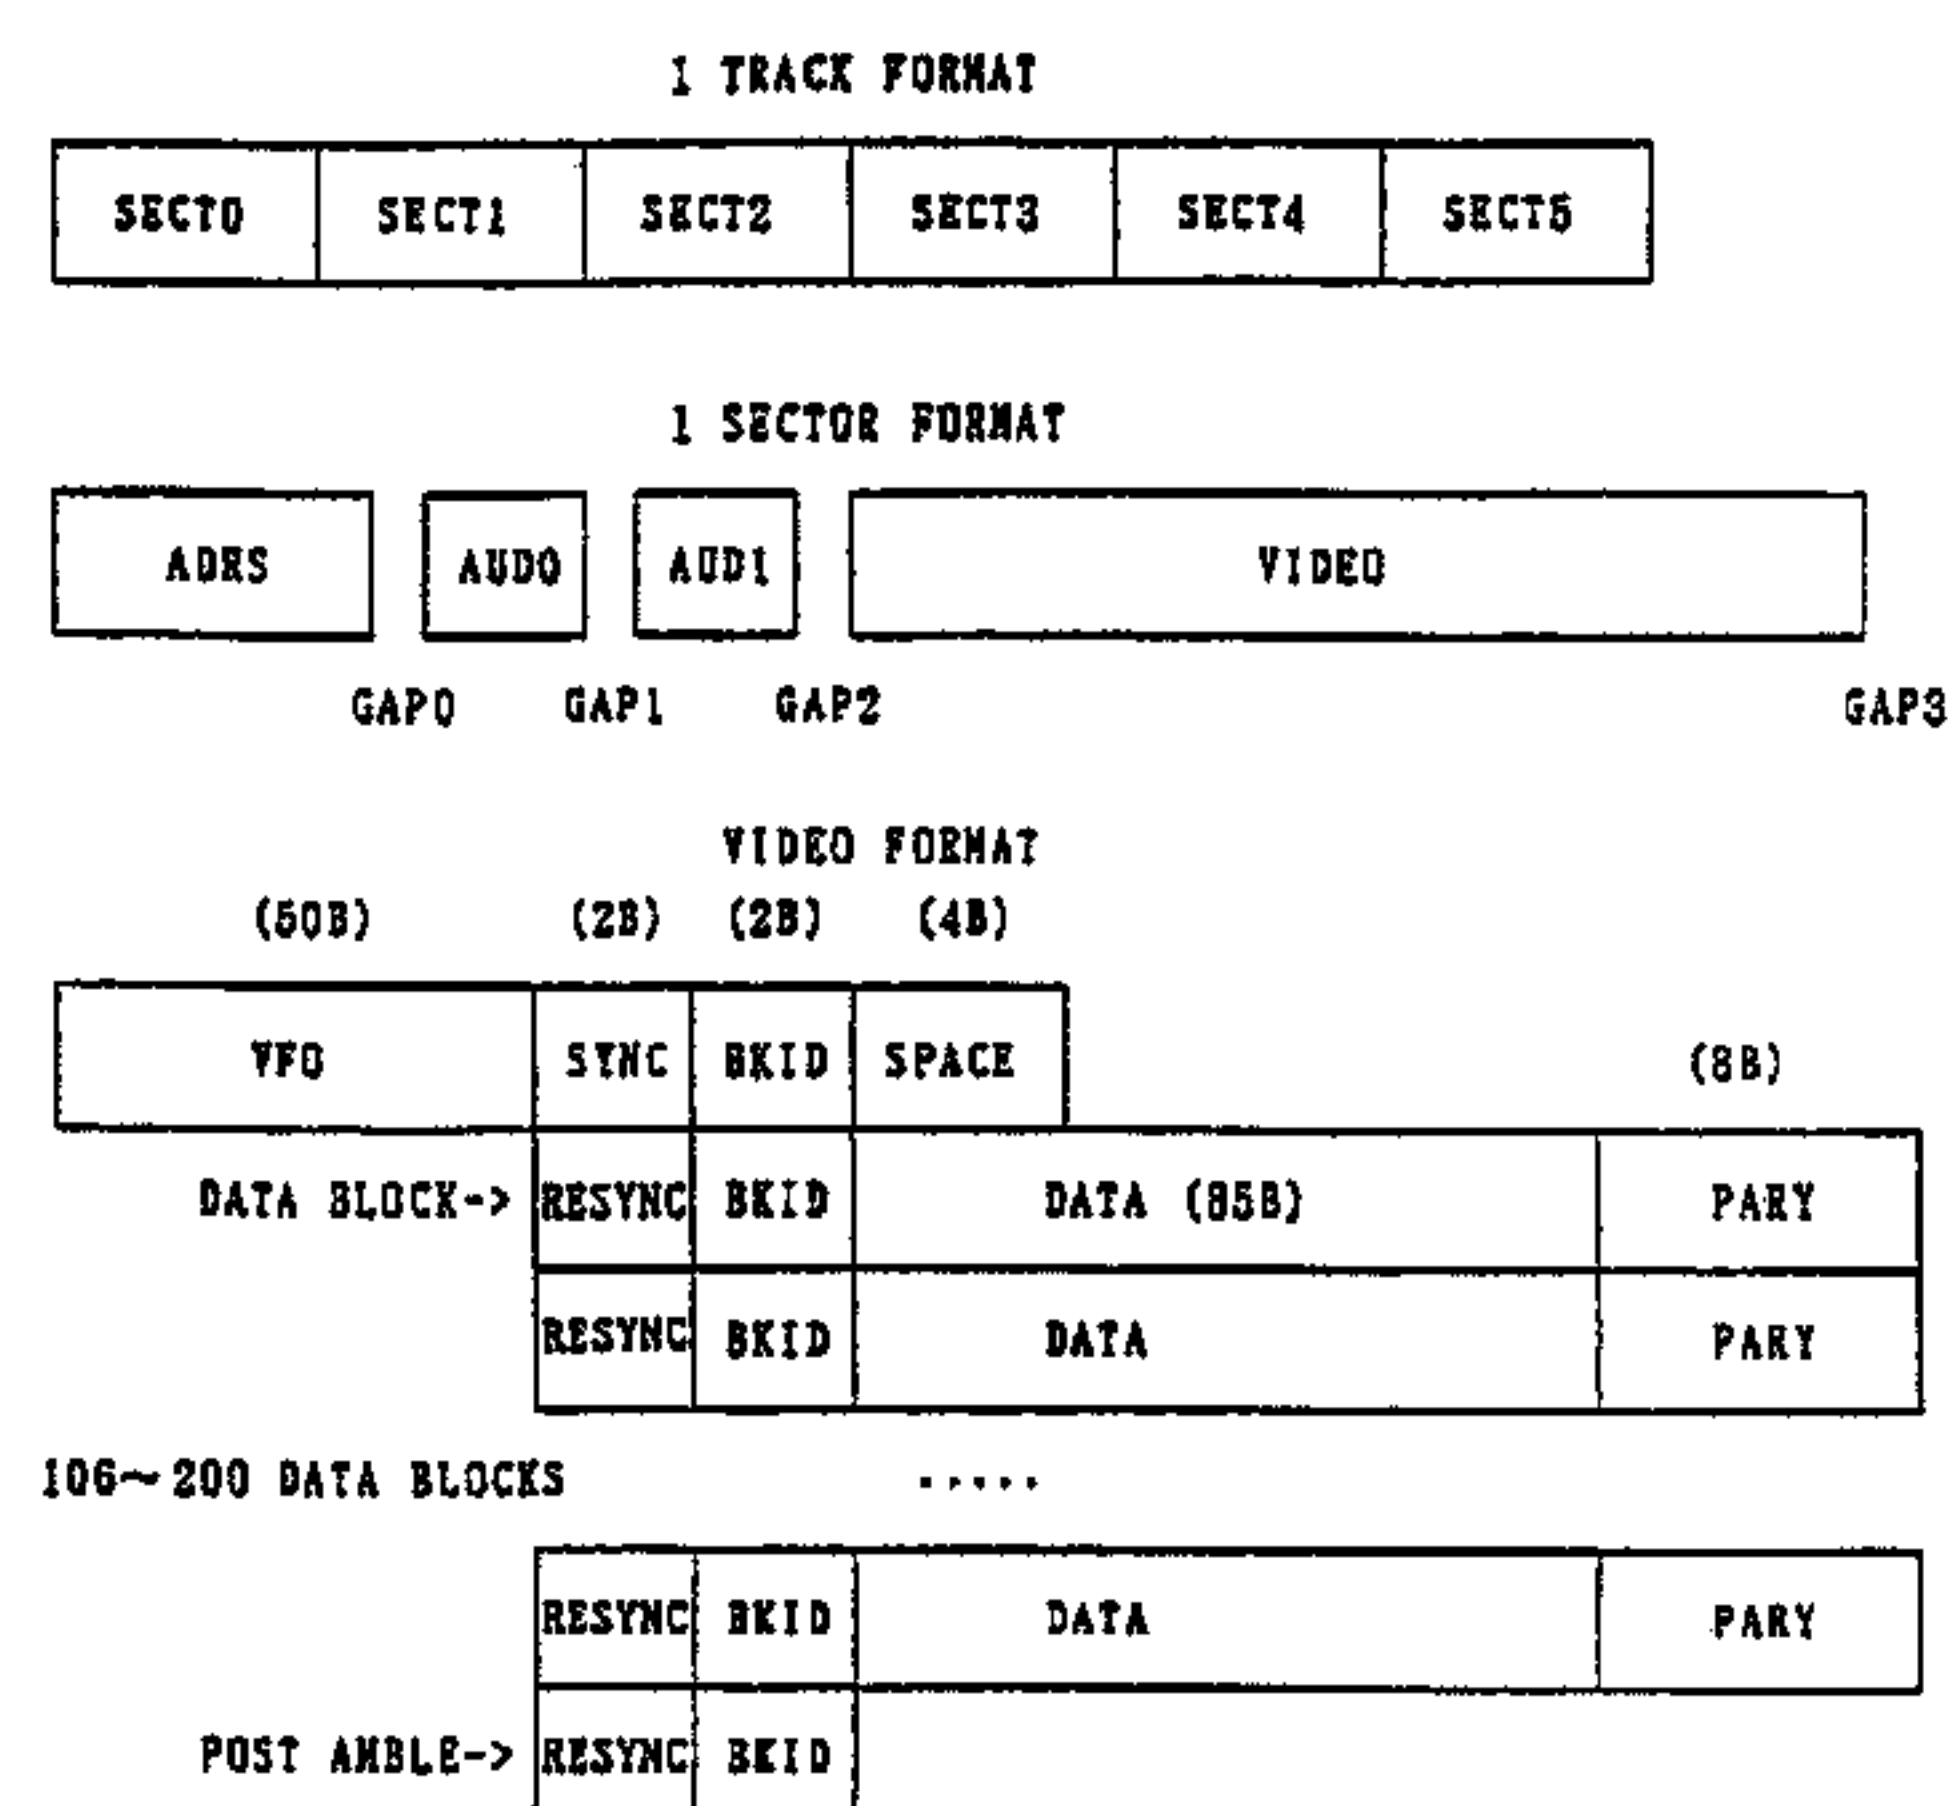 1 TRACK FORMAT
SECT0 SECT1 SECT2 SECT3 SECT4 SECT5
1 SECTOR FORMAT
ADRS AUD0 AUD1 VIDEO
GAP0 GAP1 GAP2 GAP3
VIDEO FORMAT
(50B) (2B) (2B) (4B)
VFO SYNC BKID SPACE (8B)
DATA BLOCK-> RESYNC BKID DATA (85B) PARY
RESYNC BKID DATA PARY
106~200 DATA BLOCKS .....
RESYNC BKID DATA PARY
POST AMBLE-> RESYNC BKID